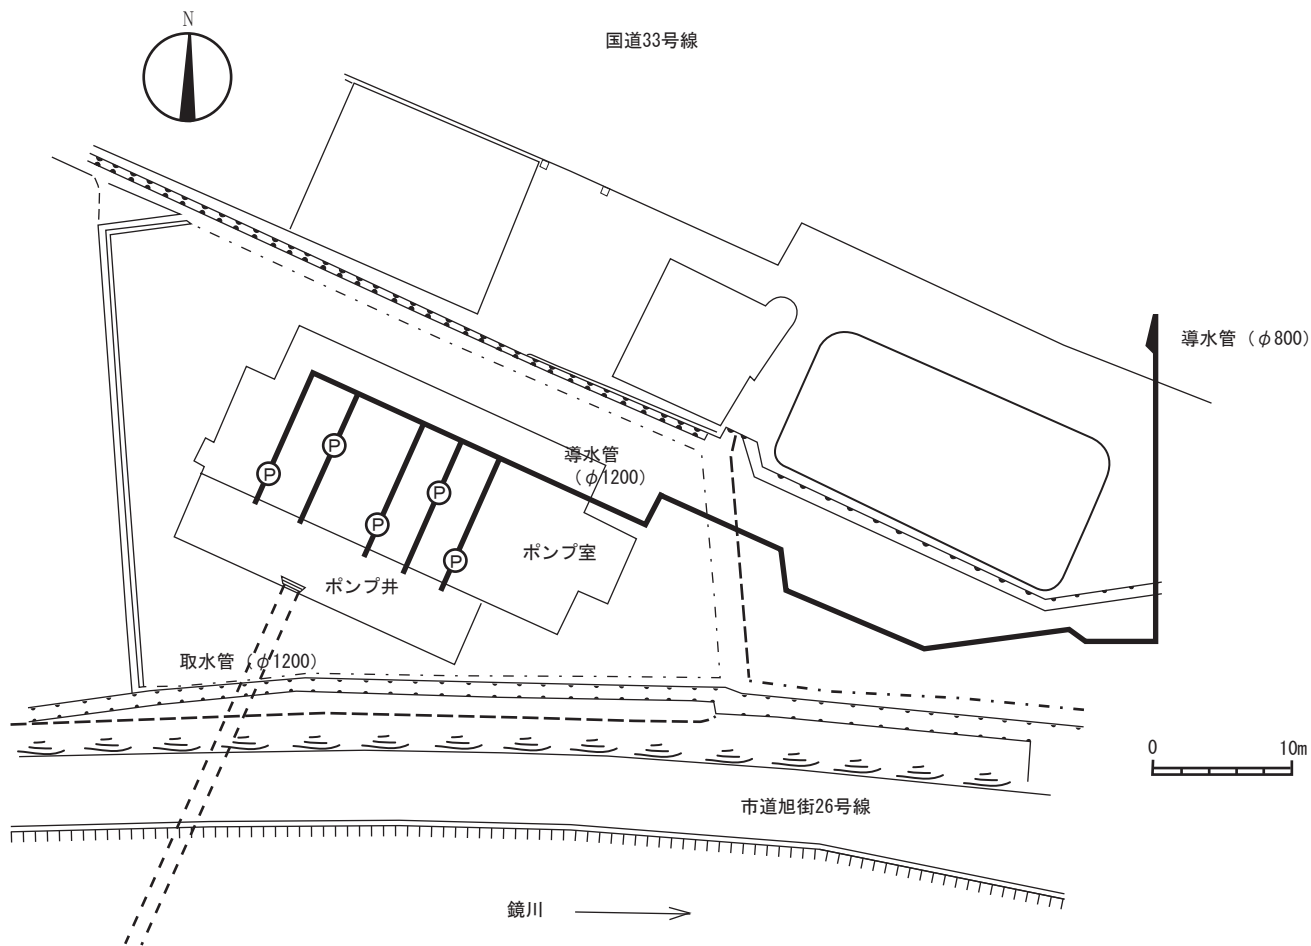 N
国道33号線
導水管（φ800）
導水管
（φ1200）
P
P
P
P
P
ポンプ室
ポンプ井
取水管（φ1200）
0 10m
市道旭街26号線
鏡川